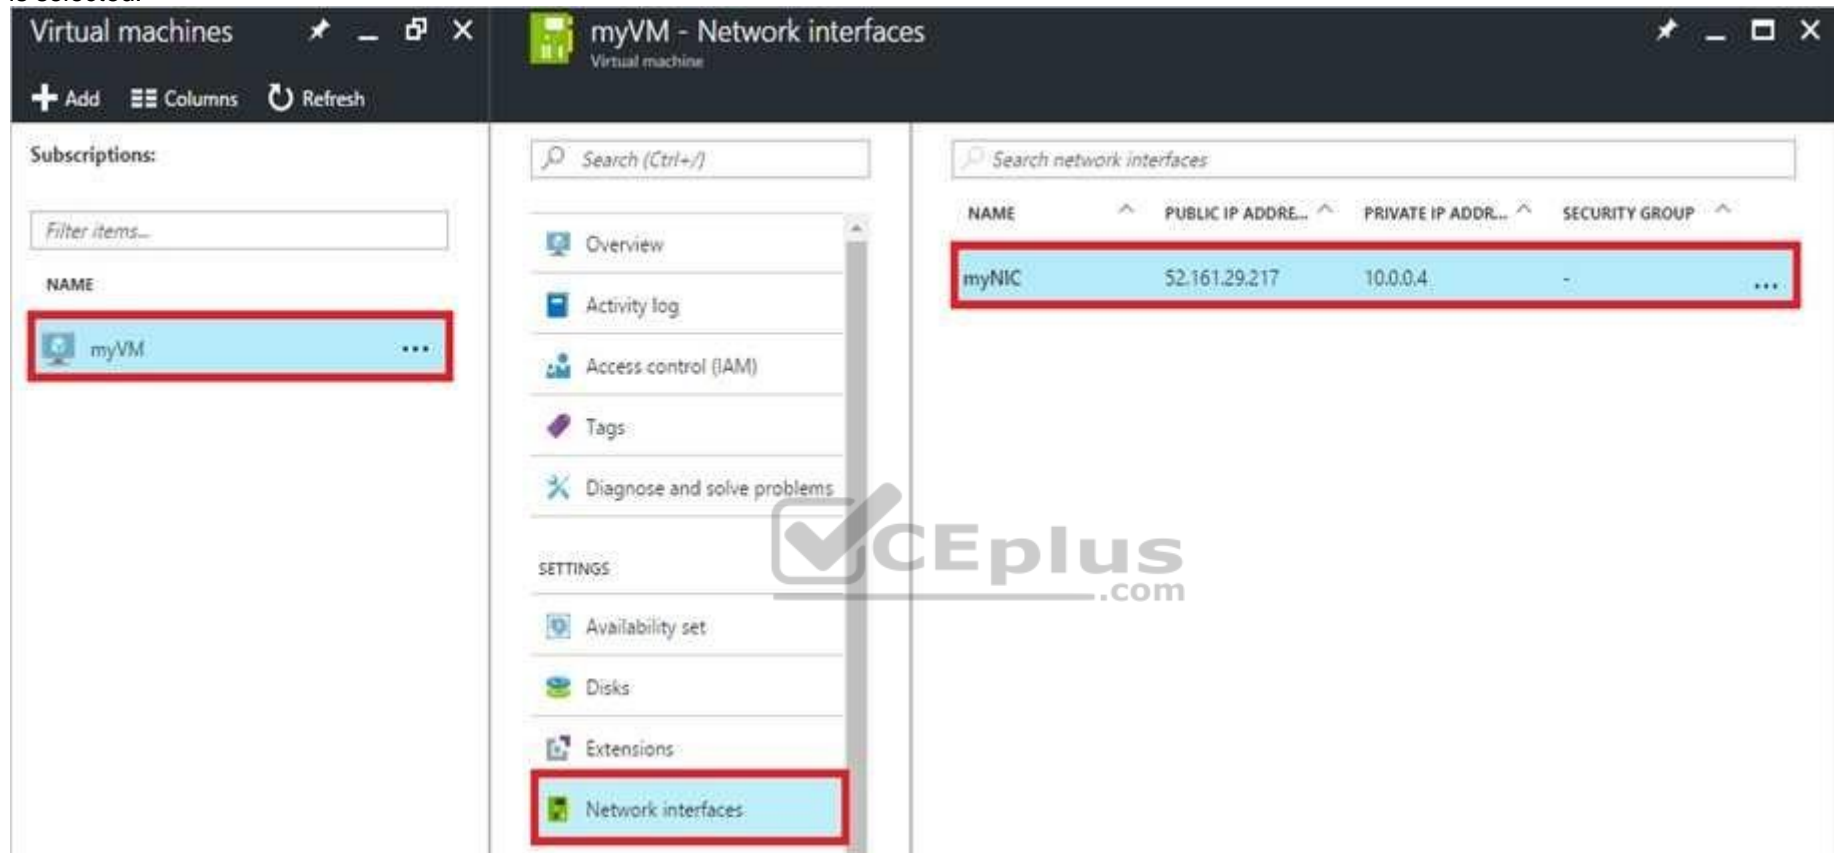 is selected.
Virtual machines
Add Columns Refresh
Subscriptions:
Filter items...
NAME
myVM ...
myVM - Network interfaces
Virtual machine
Search (Ctrl+/)
Overview
Activity log
Access control (IAM)
Tags
Diagnose and solve problems
SETTINGS
Availability set
Disks
Extensions
Network interfaces
Search network interfaces
NAME PUBLIC IP ADDRE... PRIVATE IP ADDR... SECURITY GROUP
myNIC 52.161.29.217 10.0.0.4 - ...
VCEplus
.com